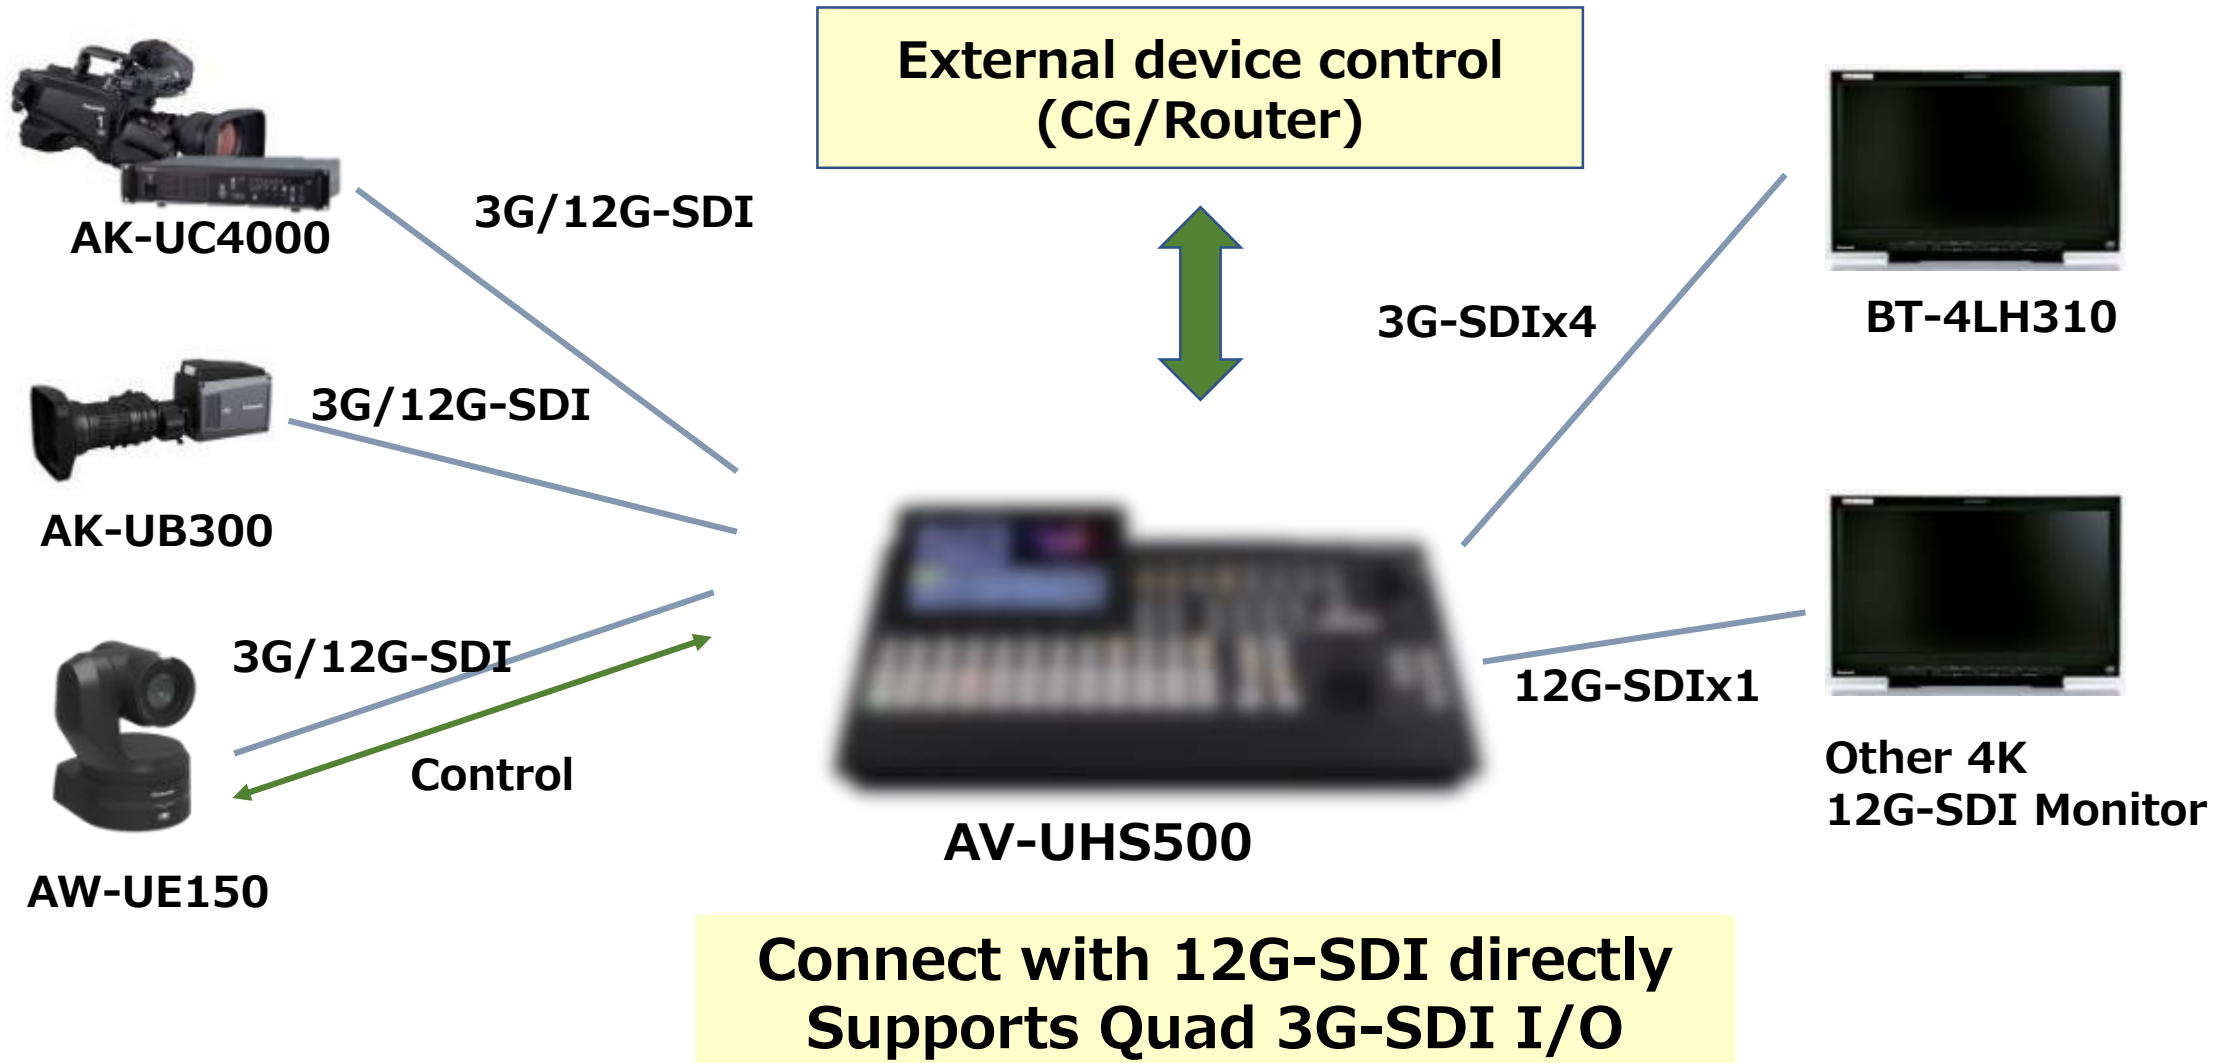 External device control
(CG/Router)
AK-UC4000
3G/12G-SDI
3G-SDIx4
BT-4LH310
3G/12G-SDI
AK-UB300
3G/12G-SDI
Control
AW-UE150
AV-UHS500
12G-SDIx1
Other 4K
12G-SDI Monitor
Connect with 12G-SDI directly
Supports Quad 3G-SDI I/O